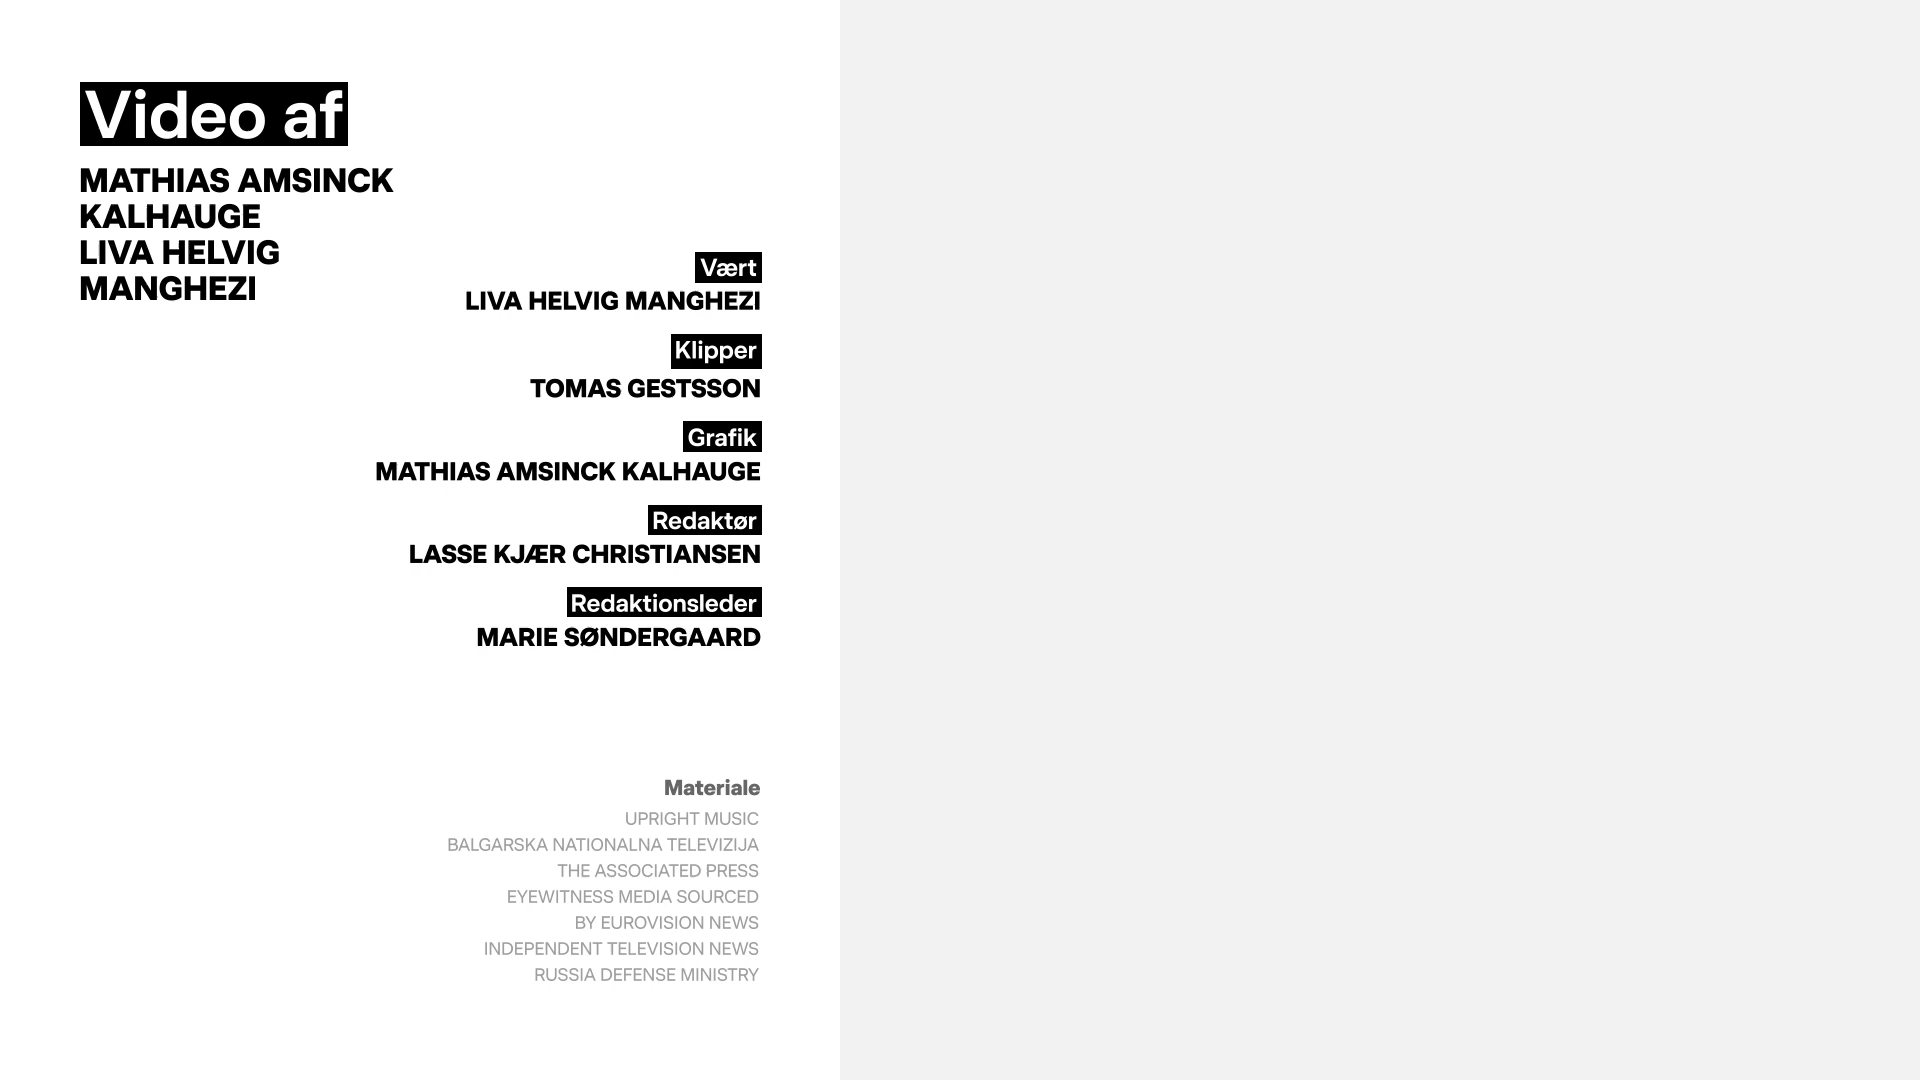 Video af
MATHIAS AMSINCK
KALHAUGE
LIVA HELVIG
MANGHEZI
Vært
LIVA HELVIG MANGHEZI
Klipper
TOMAS GESTSSON
Grafik
MATHIAS AMSINCK KALHAUGE
Redaktør
LASSE KJÆR CHRISTIANSEN
Redaktionsleder
MARIE SØNDERGAARD
Materiale
UPRIGHT MUSIC
BALGARSKA NATIONALNA TELEVIZIJA
THE ASSOCIATED PRESS
EYEWITNESS MEDIA SOURCED
BY EUROVISION NEWS
INDEPENDENT TELEVISION NEWS
RUSSIA DEFENSE MINISTRY